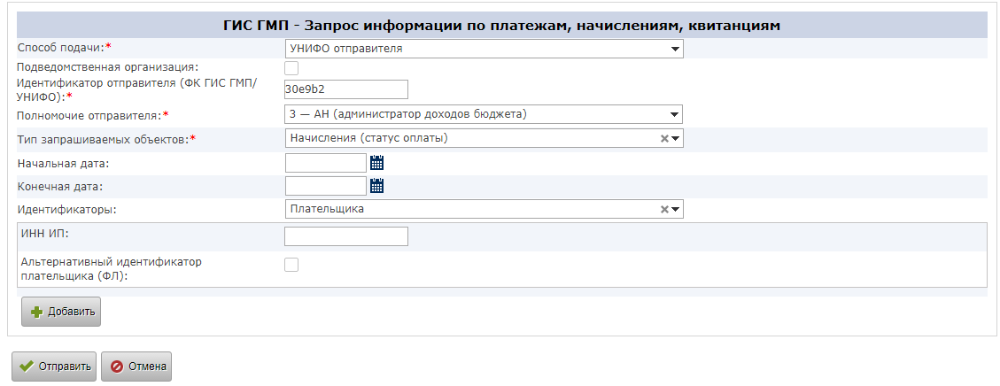 ГИС ГМП - Запрос информации по платежам, начислениям, квитанциям
Способ подачи:* УНИФО отправителя
Подведомственная организация:
Идентификатор отправителя (ФК ГИС ГМП/
УНИФО):* 30e9b2
Полномочие отправителя:* 3 — АН (администратор доходов бюджета)
Тип запрашиваемых объектов:* Начисления (статус оплаты)
Начальная дата:
Конечная дата:
Идентификаторы: Плательщика
ИНН ИП:
Альтернативный идентификатор
плательщика (ФЛ):
Добавить
Отправить Отмена